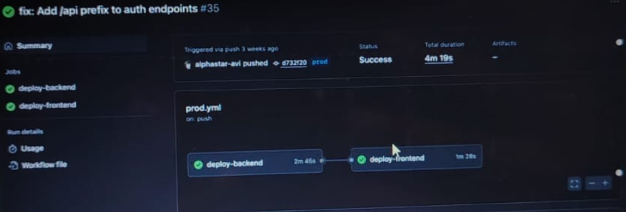 fix: Add /api prefix to auth endpoints #35
Summary
Triggered via push 3 weeks ago
Status
Total duration
Artifacts
alphastar-avi pushed d732f20 prod
Success
4m 19s
–
Jobs
deploy-backend
deploy-frontend
Run details
Usage
Workflow file
prod.yml
on: push
deploy-backend 2m 46s
deploy-frontend 1m 28s